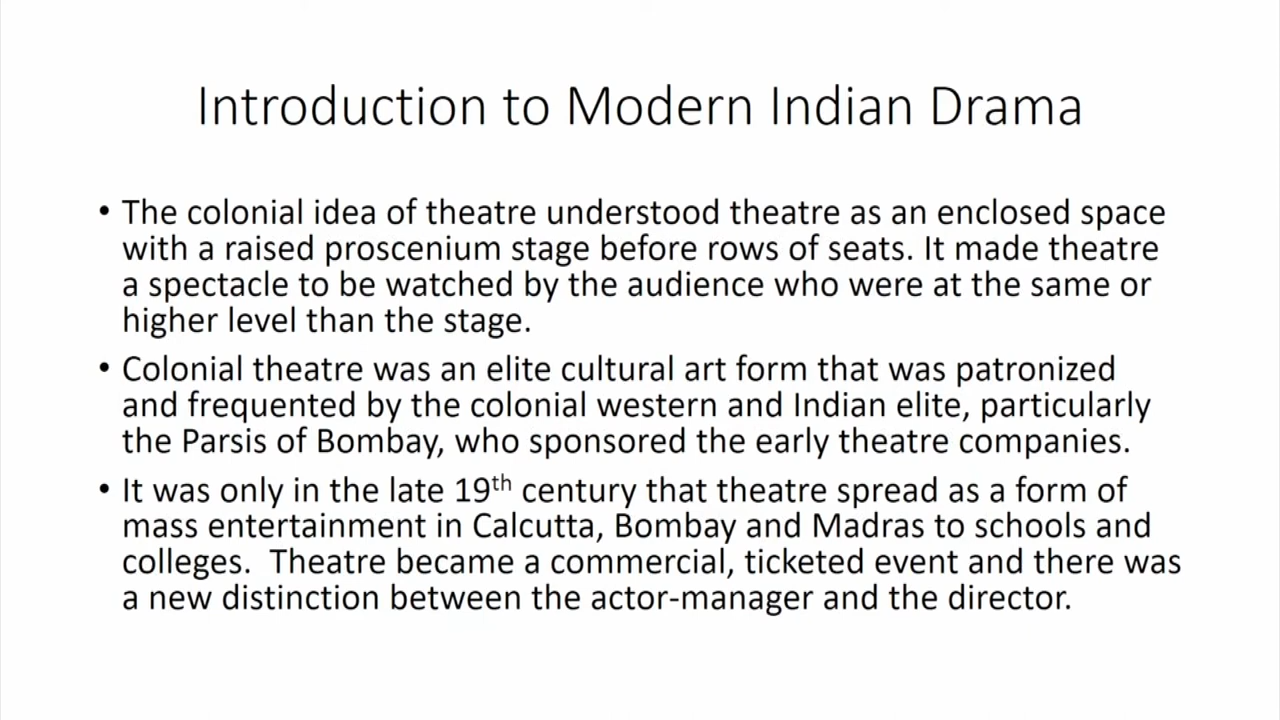 Introduction to Modern Indian Drama
• The colonial idea of theatre understood theatre as an enclosed space
with a raised proscenium stage before rows of seats. It made theatre
a spectacle to be watched by the audience who were at the same or
higher level than the stage.
• Colonial theatre was an elite cultural art form that was patronized
and frequented by the colonial western and Indian elite, particularly
the Parsis of Bombay, who sponsored the early theatre companies.
• It was only in the late 19th century that theatre spread as a form of
mass entertainment in Calcutta, Bombay and Madras to schools and
colleges.  Theatre became a commercial, ticketed event and there was
a new distinction between the actor-manager and the director.